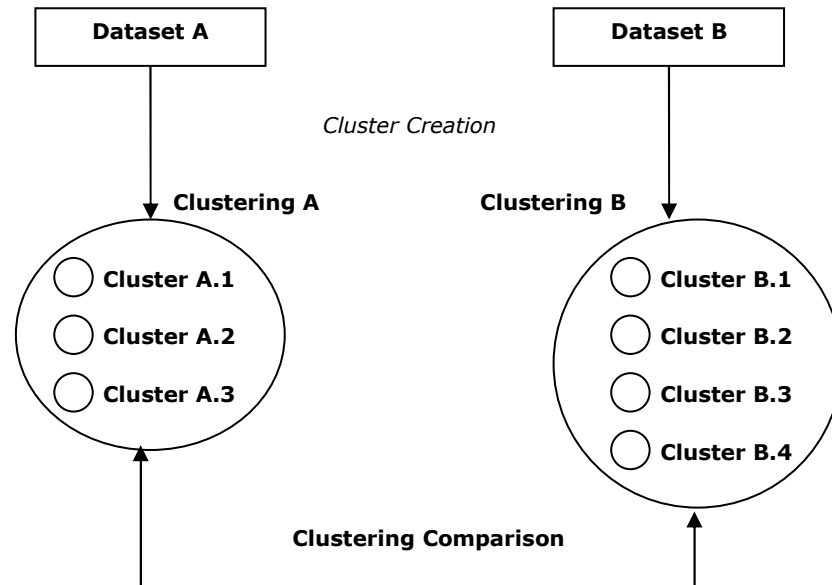 Dataset A
Dataset B
Cluster Creation
Clustering A
Clustering B
Cluster A.1
Cluster A.2
Cluster A.3
Cluster B.1
Cluster B.2
Cluster B.3
Cluster B.4
Clustering Comparison